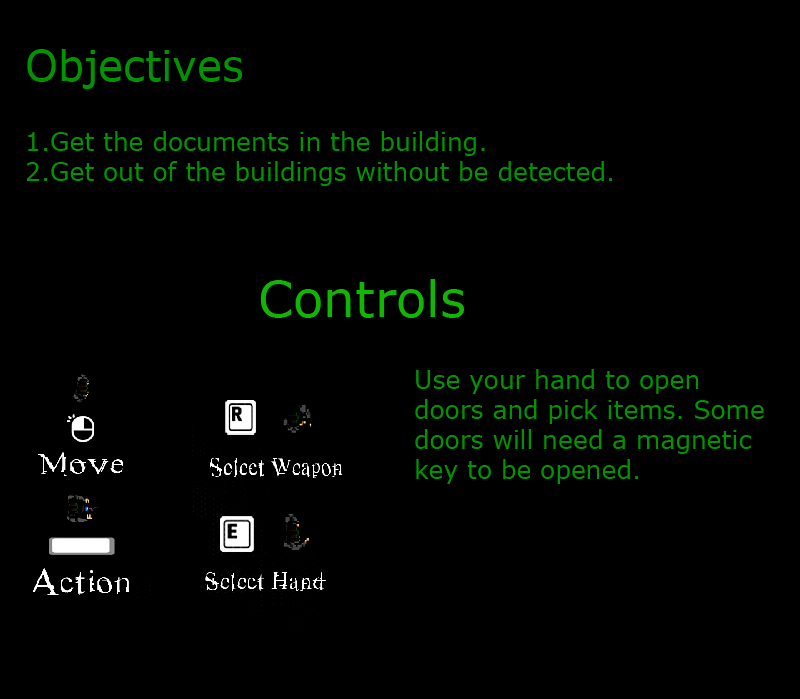 Objectives
1.Get the documents in the building.
2.Get out of the buildings without be detected.
Controls
Move
Action
R
Select Weapon
E
Select Hand
Use your hand to open
doors and pick items. Some
doors will need a magnetic
key to be opened.